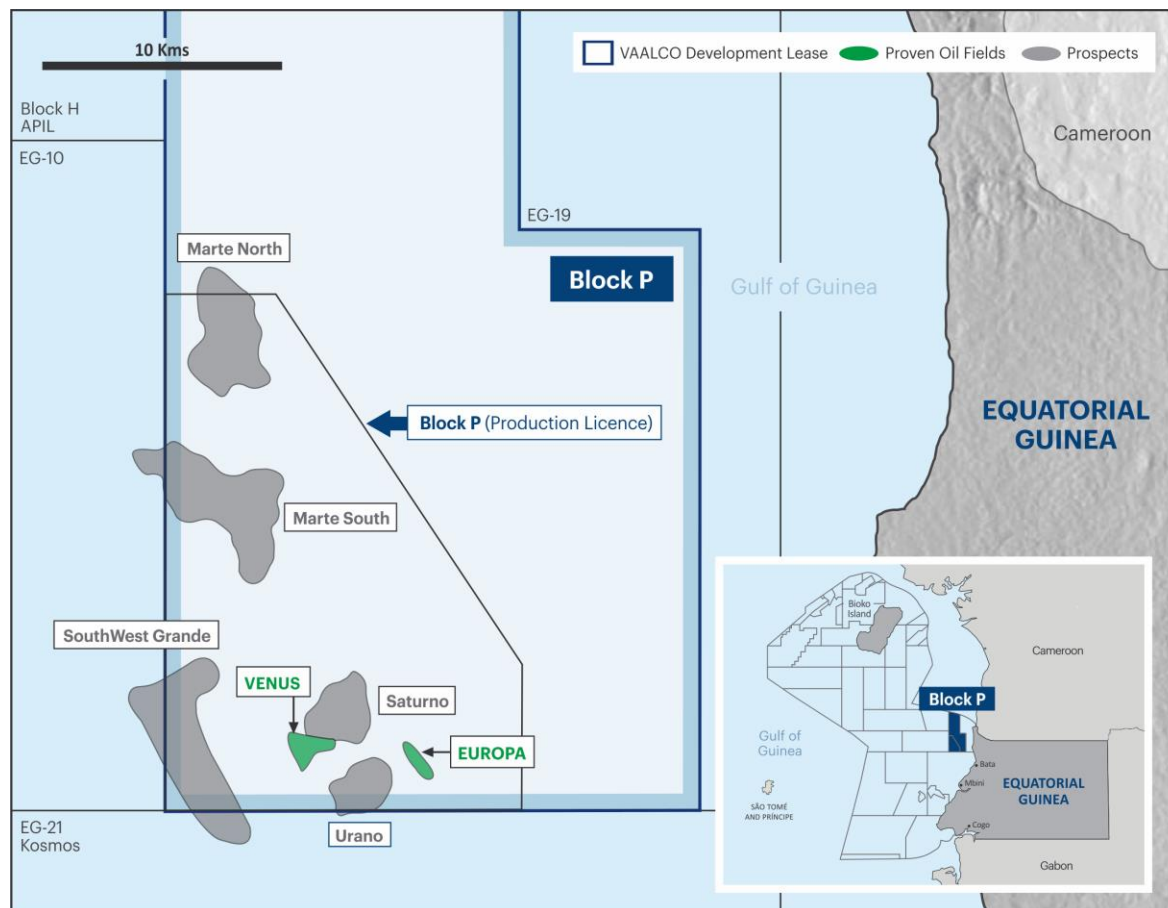 10 Kms
VAALCO Development Lease
Proven Oil Fields
Prospects
Block H
APIL
EG-10
Cameroon
EG-19
Marte North
Block P
Gulf of Guinea
Block P (Production Licence)
EQUATORIAL
GUINEA
Marte South
SouthWest Grande
VENUS
Saturno
EUROPA
Urano
EG-21
Kosmos
Bioko
Island
Cameroon
Block P
Gulf of
Guinea
Bata
Mbini
EQUATORIAL
GUINEA
SÃO TOMÉ
AND PRÍNCIPE
Cogo
Gabon